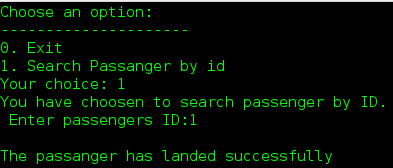 Choose an option:
---------------------
0. Exit
1. Search Passanger by id
Your choice: 1
You have choosen to search passenger by ID.
 Enter passengers ID:1

The passanger has landed successfully